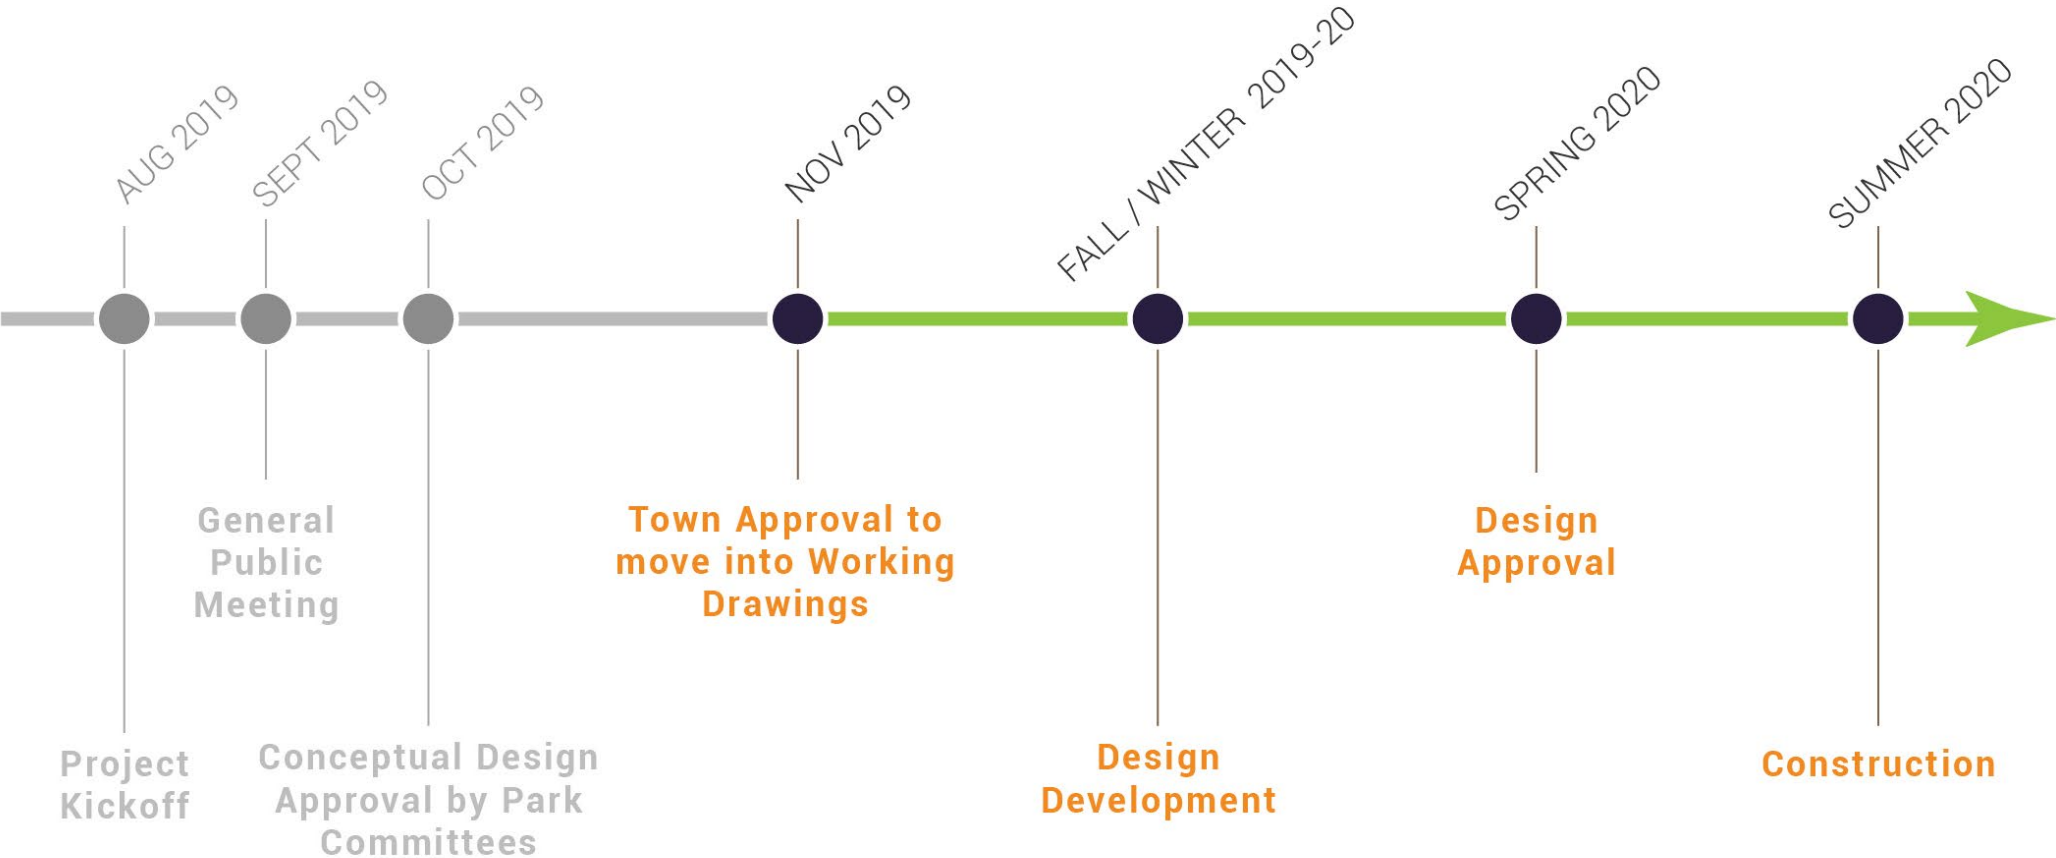 AUG 2019
SEPT 2019
OCT 2019
NOV 2019
FALL / WINTER 2019-20
SPRING 2020
SUMMER 2020
General
Public
Meeting
Town Approval to
move into Working
Drawings
Design
Approval
Project
Kickoff
Conceptual Design
Approval by Park
Committees
Design
Development
Construction